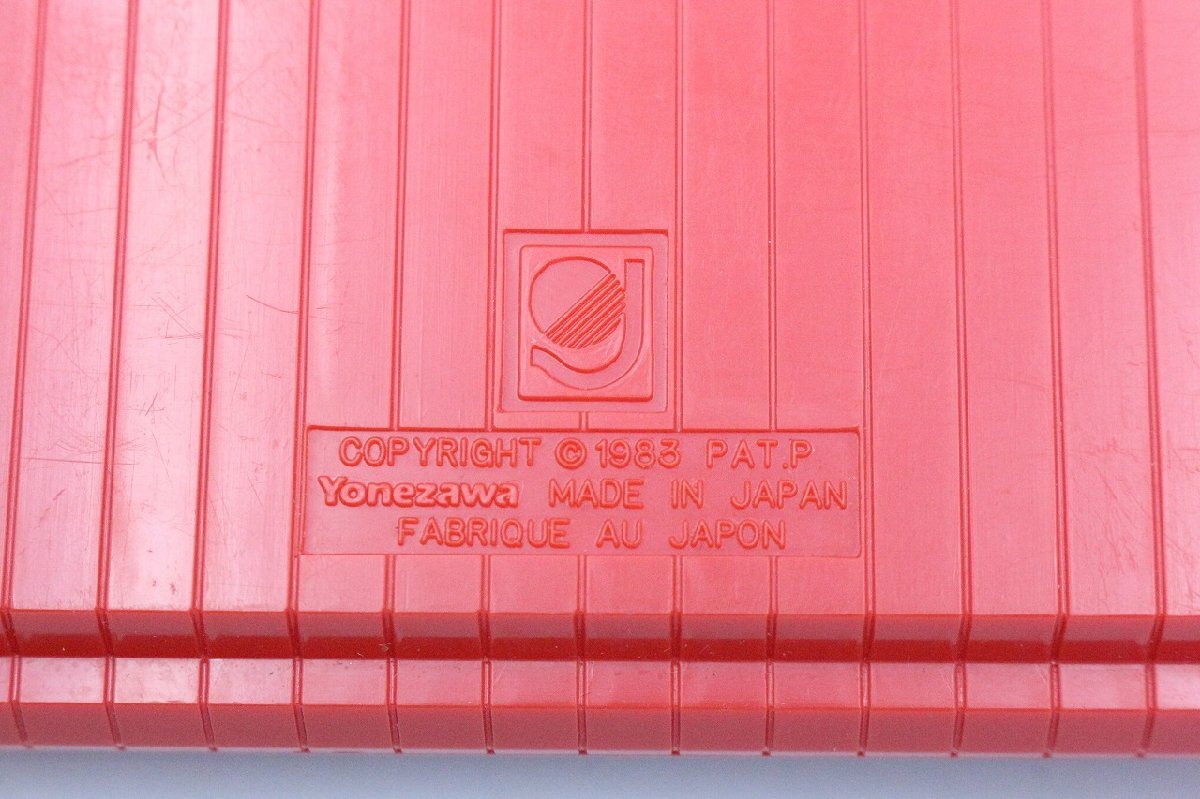 COPYRIGHT © 1983 PAT.P
Yonezawa MADE IN JAPAN
FABRIQUE AU JAPON